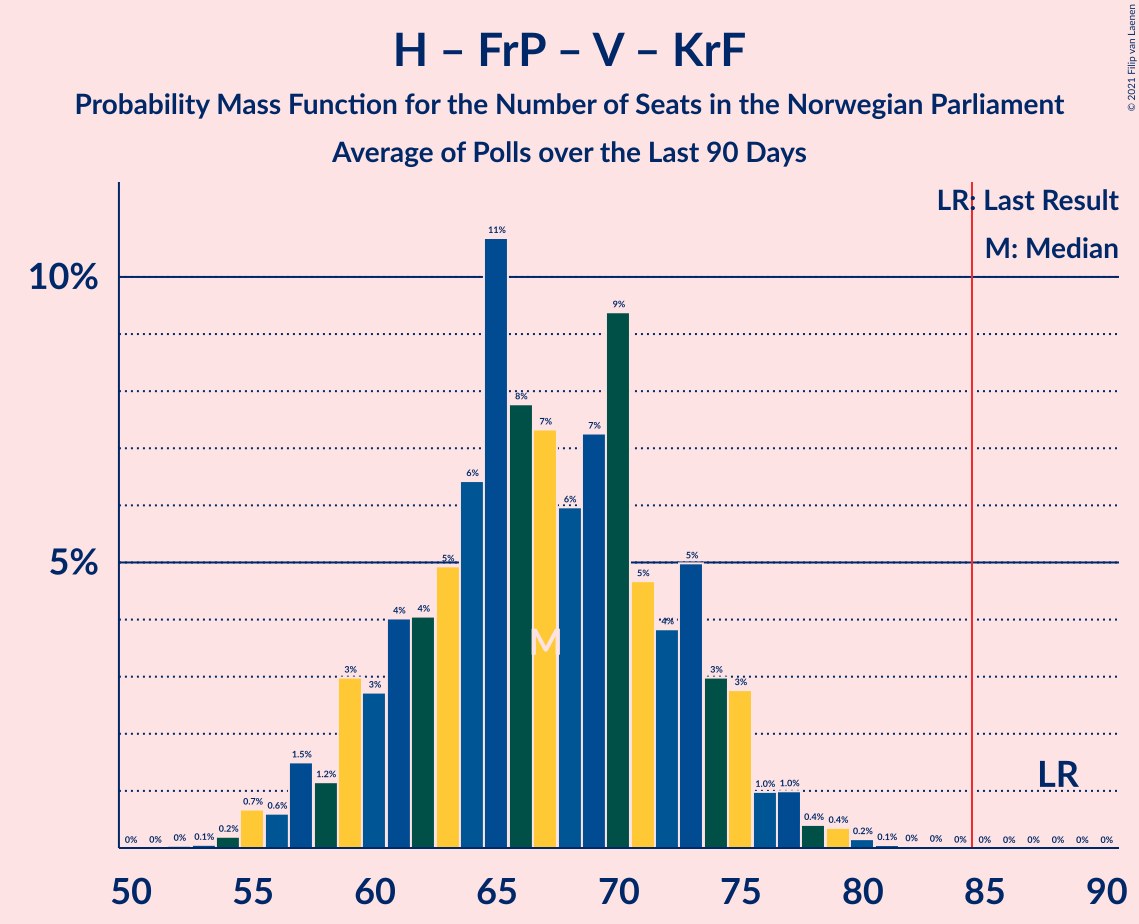 © 2021 Filip van Laenen
H – FrP – V – KrF
Probability Mass Function for the Number of Seats in the Norwegian Parliament
Average of Polls over the Last 90 Days
LR: Last Result
M: Median
10%
5%
0% 0% 0% 0.1% 0.2% 0.7% 0.6% 1.5% 1.2% 3% 3% 4% 4% 5% 6% 11% 8% 7% 6% 7% 9% 5% 4% 5% 3% 3% 1.0% 1.0% 0.4% 0.4% 0.2% 0.1% 0% 0% 0% 0% 0% 0% 0% 0% 0%
M
LR
50 55 60 65 70 75 80 85 90